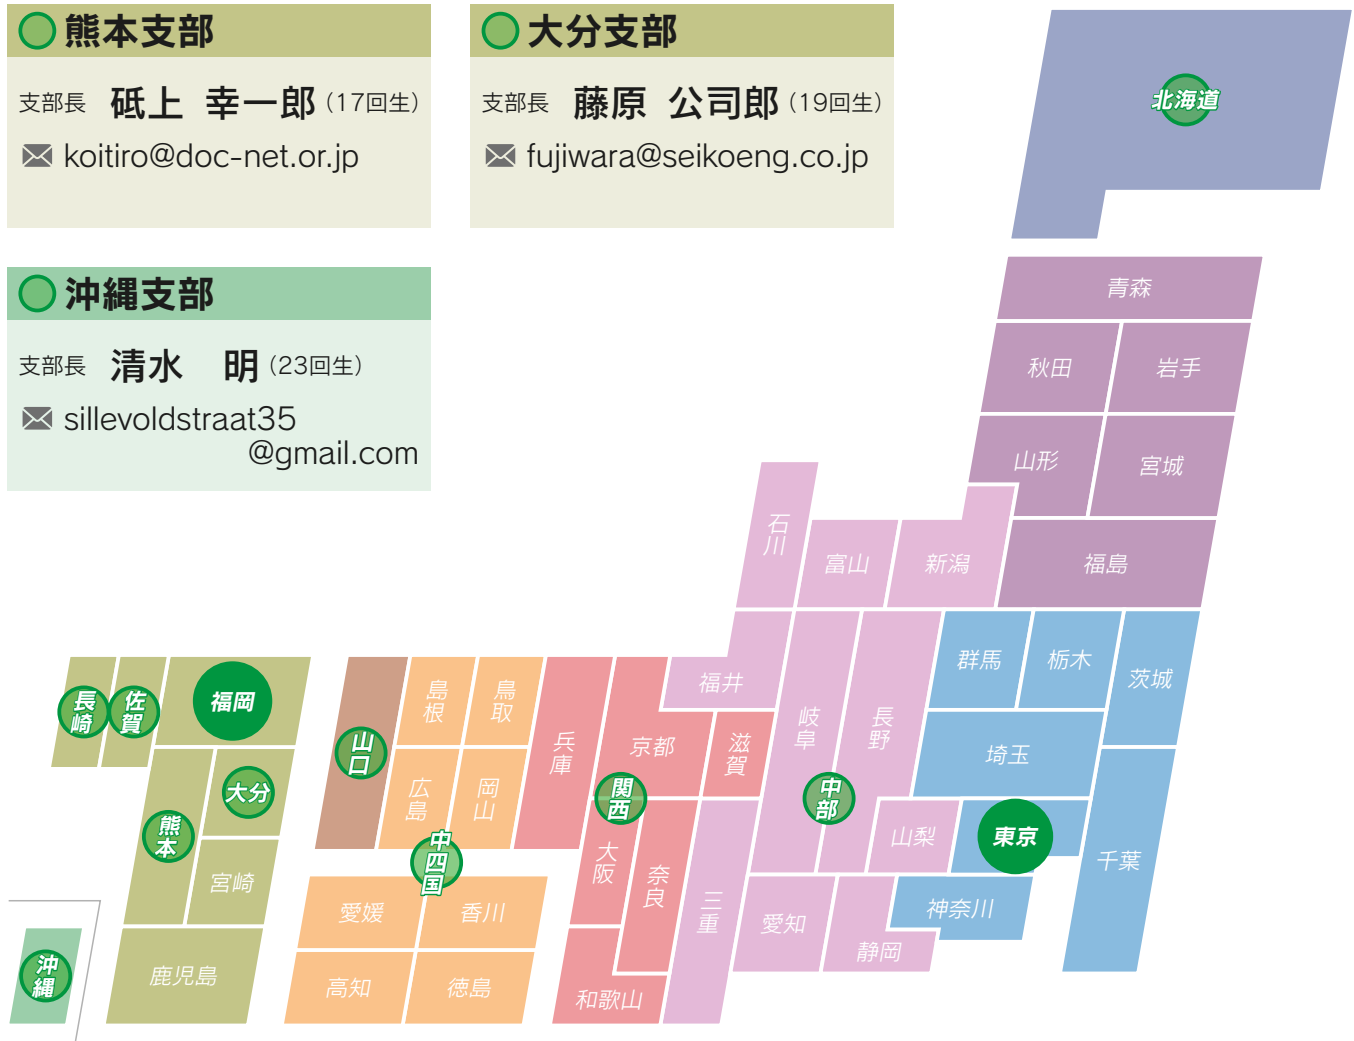 熊本支部
支部長 砥上 幸一郎（17回生）
koitiro@doc-net.or.jp
大分支部
支部長 藤原 公司郎（19回生）
fujiwara@seikoeng.co.jp
沖縄支部
支部長 清水 明（23回生）
sillevoldstraat35
@gmail.com
北海道
青森
秋田
岩手
山形
宮城
福島
石川
富山
新潟
福井
岐阜
長野
群馬
栃木
茨城
埼玉
東京
千葉
神奈川
山梨
中部
愛知
静岡
三重
兵庫
京都
滋賀
関西
大阪
奈良
和歌山
島根
鳥取
広島
岡山
山口
中四国
愛媛
香川
高知
徳島
長崎
佐賀
福岡
大分
熊本
宮崎
鹿児島
沖縄